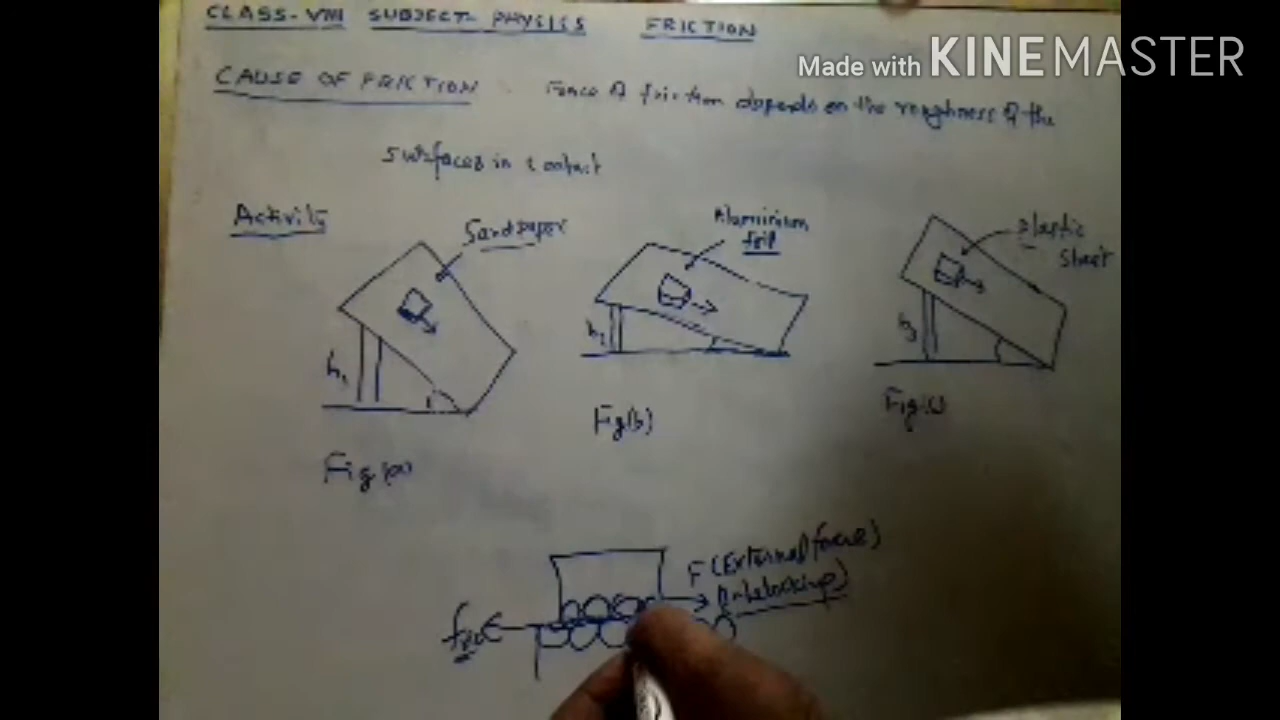 CLASS-VIII SUBJECT- PHYSICS FRICTION
Made with KINEMASTER
CAUSE OF FRICTION : Force of friction depends on the roughness of the
surfaces in contact
Activity
Sandpaper
Aluminium
foil
plastic
sheet
h1
h2
h3
Fig(a)
Fig(b)
Fig(c)
F (External force)
(Interlocking)